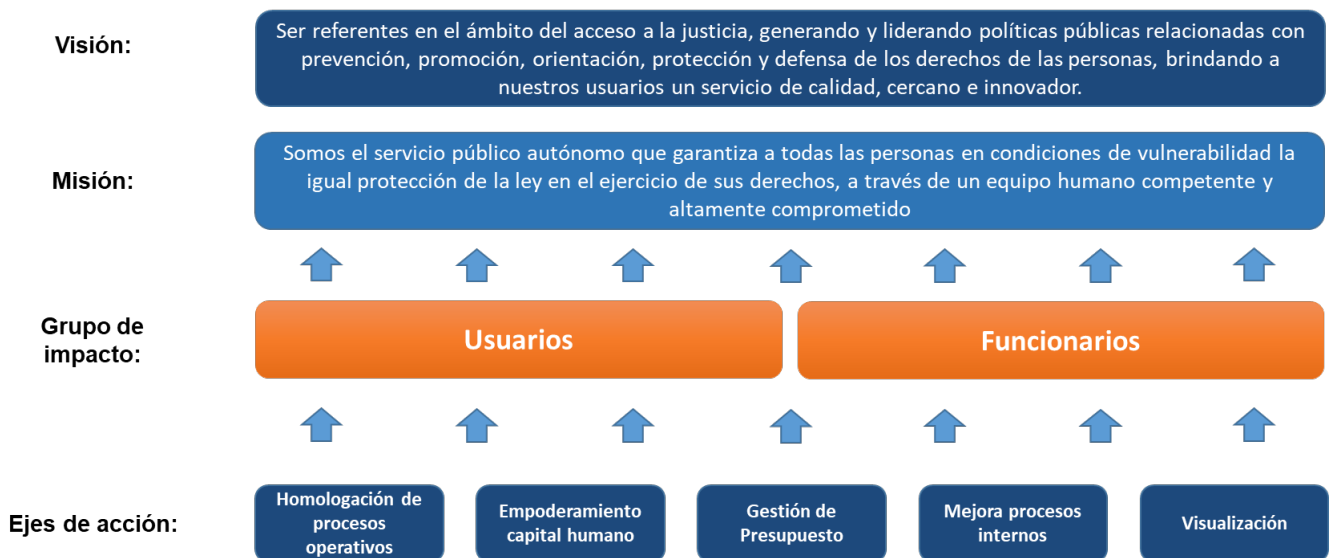 Visión:
Ser referentes en el ámbito del acceso a la justicia, generando y liderando políticas públicas relacionadas con
prevención, promoción, orientación, protección y defensa de los derechos de las personas, brindando a
nuestros usuarios un servicio de calidad, cercano e innovador.
Misión:
Somos el servicio público autónomo que garantiza a todas las personas en condiciones de vulnerabilidad la
igual protección de la ley en el ejercicio de sus derechos, a través de un equipo humano competente y
altamente comprometido
Grupo de
impacto:
Usuarios
Funcionarios
Ejes de acción:
Homologación de
procesos
operativos
Empoderamiento
capital humano
Gestión de
Presupuesto
Mejora procesos
internos
Visualización